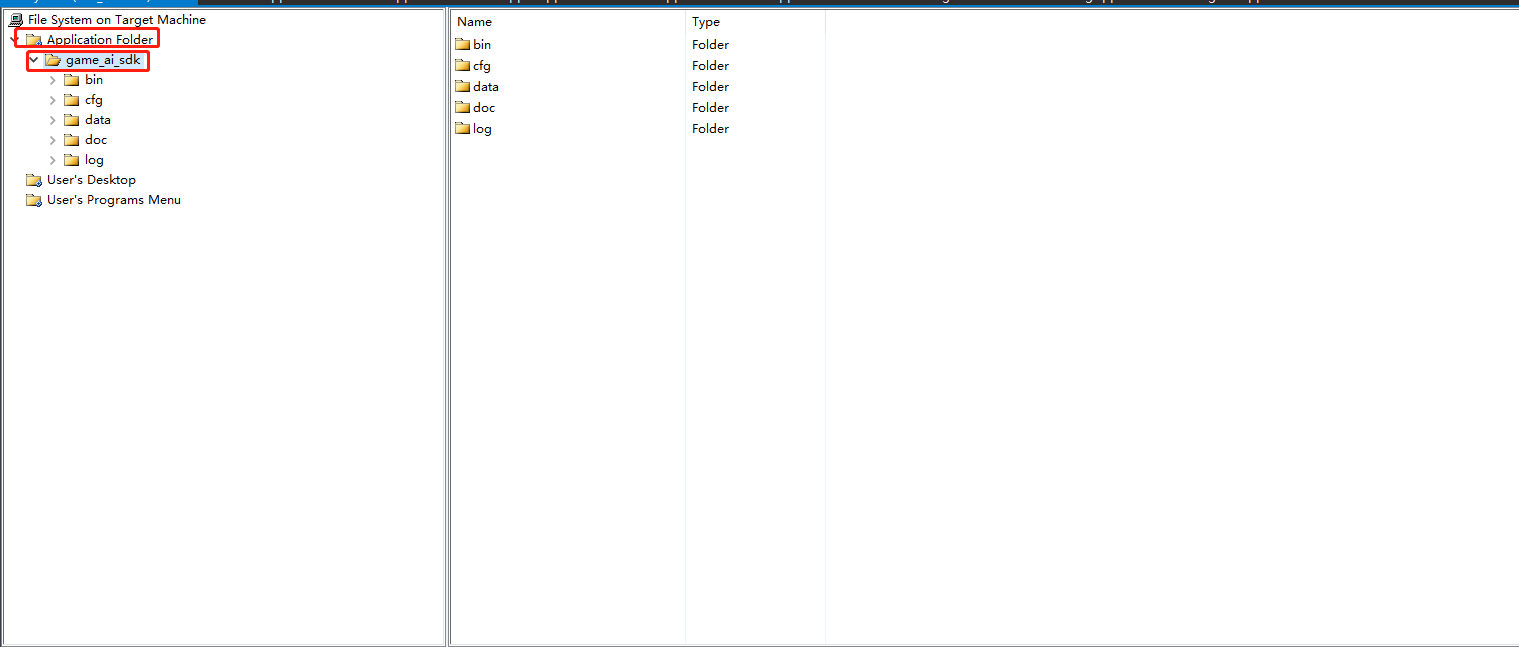 File System on Target Machine
Application Folder
game_ai_sdk
bin
cfg
data
doc
log
User's Desktop
User's Programs Menu
Name Type
bin Folder
cfg Folder
data Folder
doc Folder
log Folder